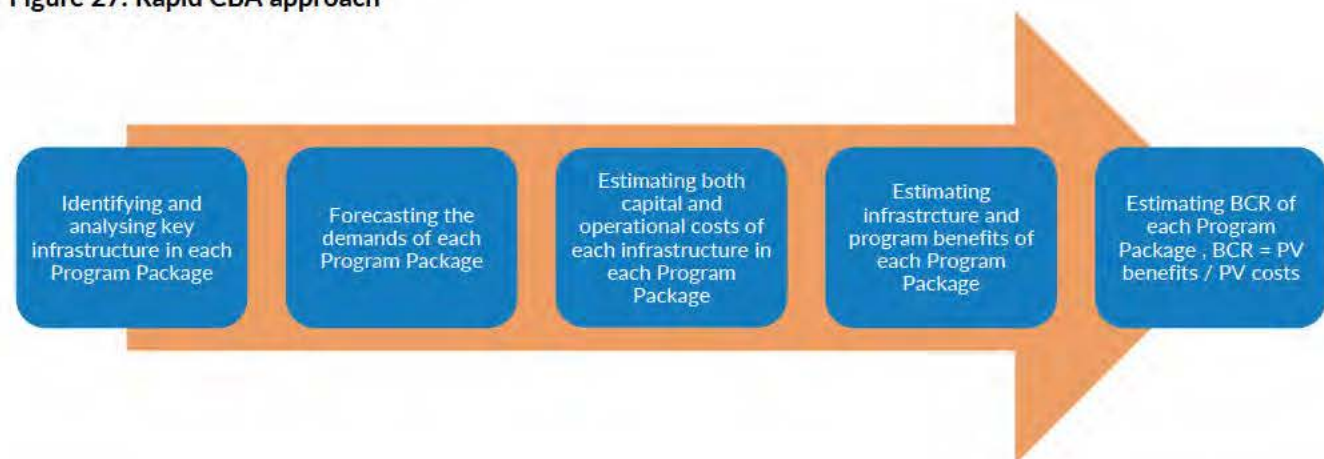 Figure 27: Rapid CBA approach
Identifying and
analysing key
infrastructure in each
Program Package
Forecasting the
demands of each
Program Package
Estimating both
capital and
operational costs of
each infrastructure in
each Program
Package
Estimating
infrastrcture and
program benefits of
each Program
Package
Estimating BCR of
each Program
Package , BCR = PV
benefits / PV costs